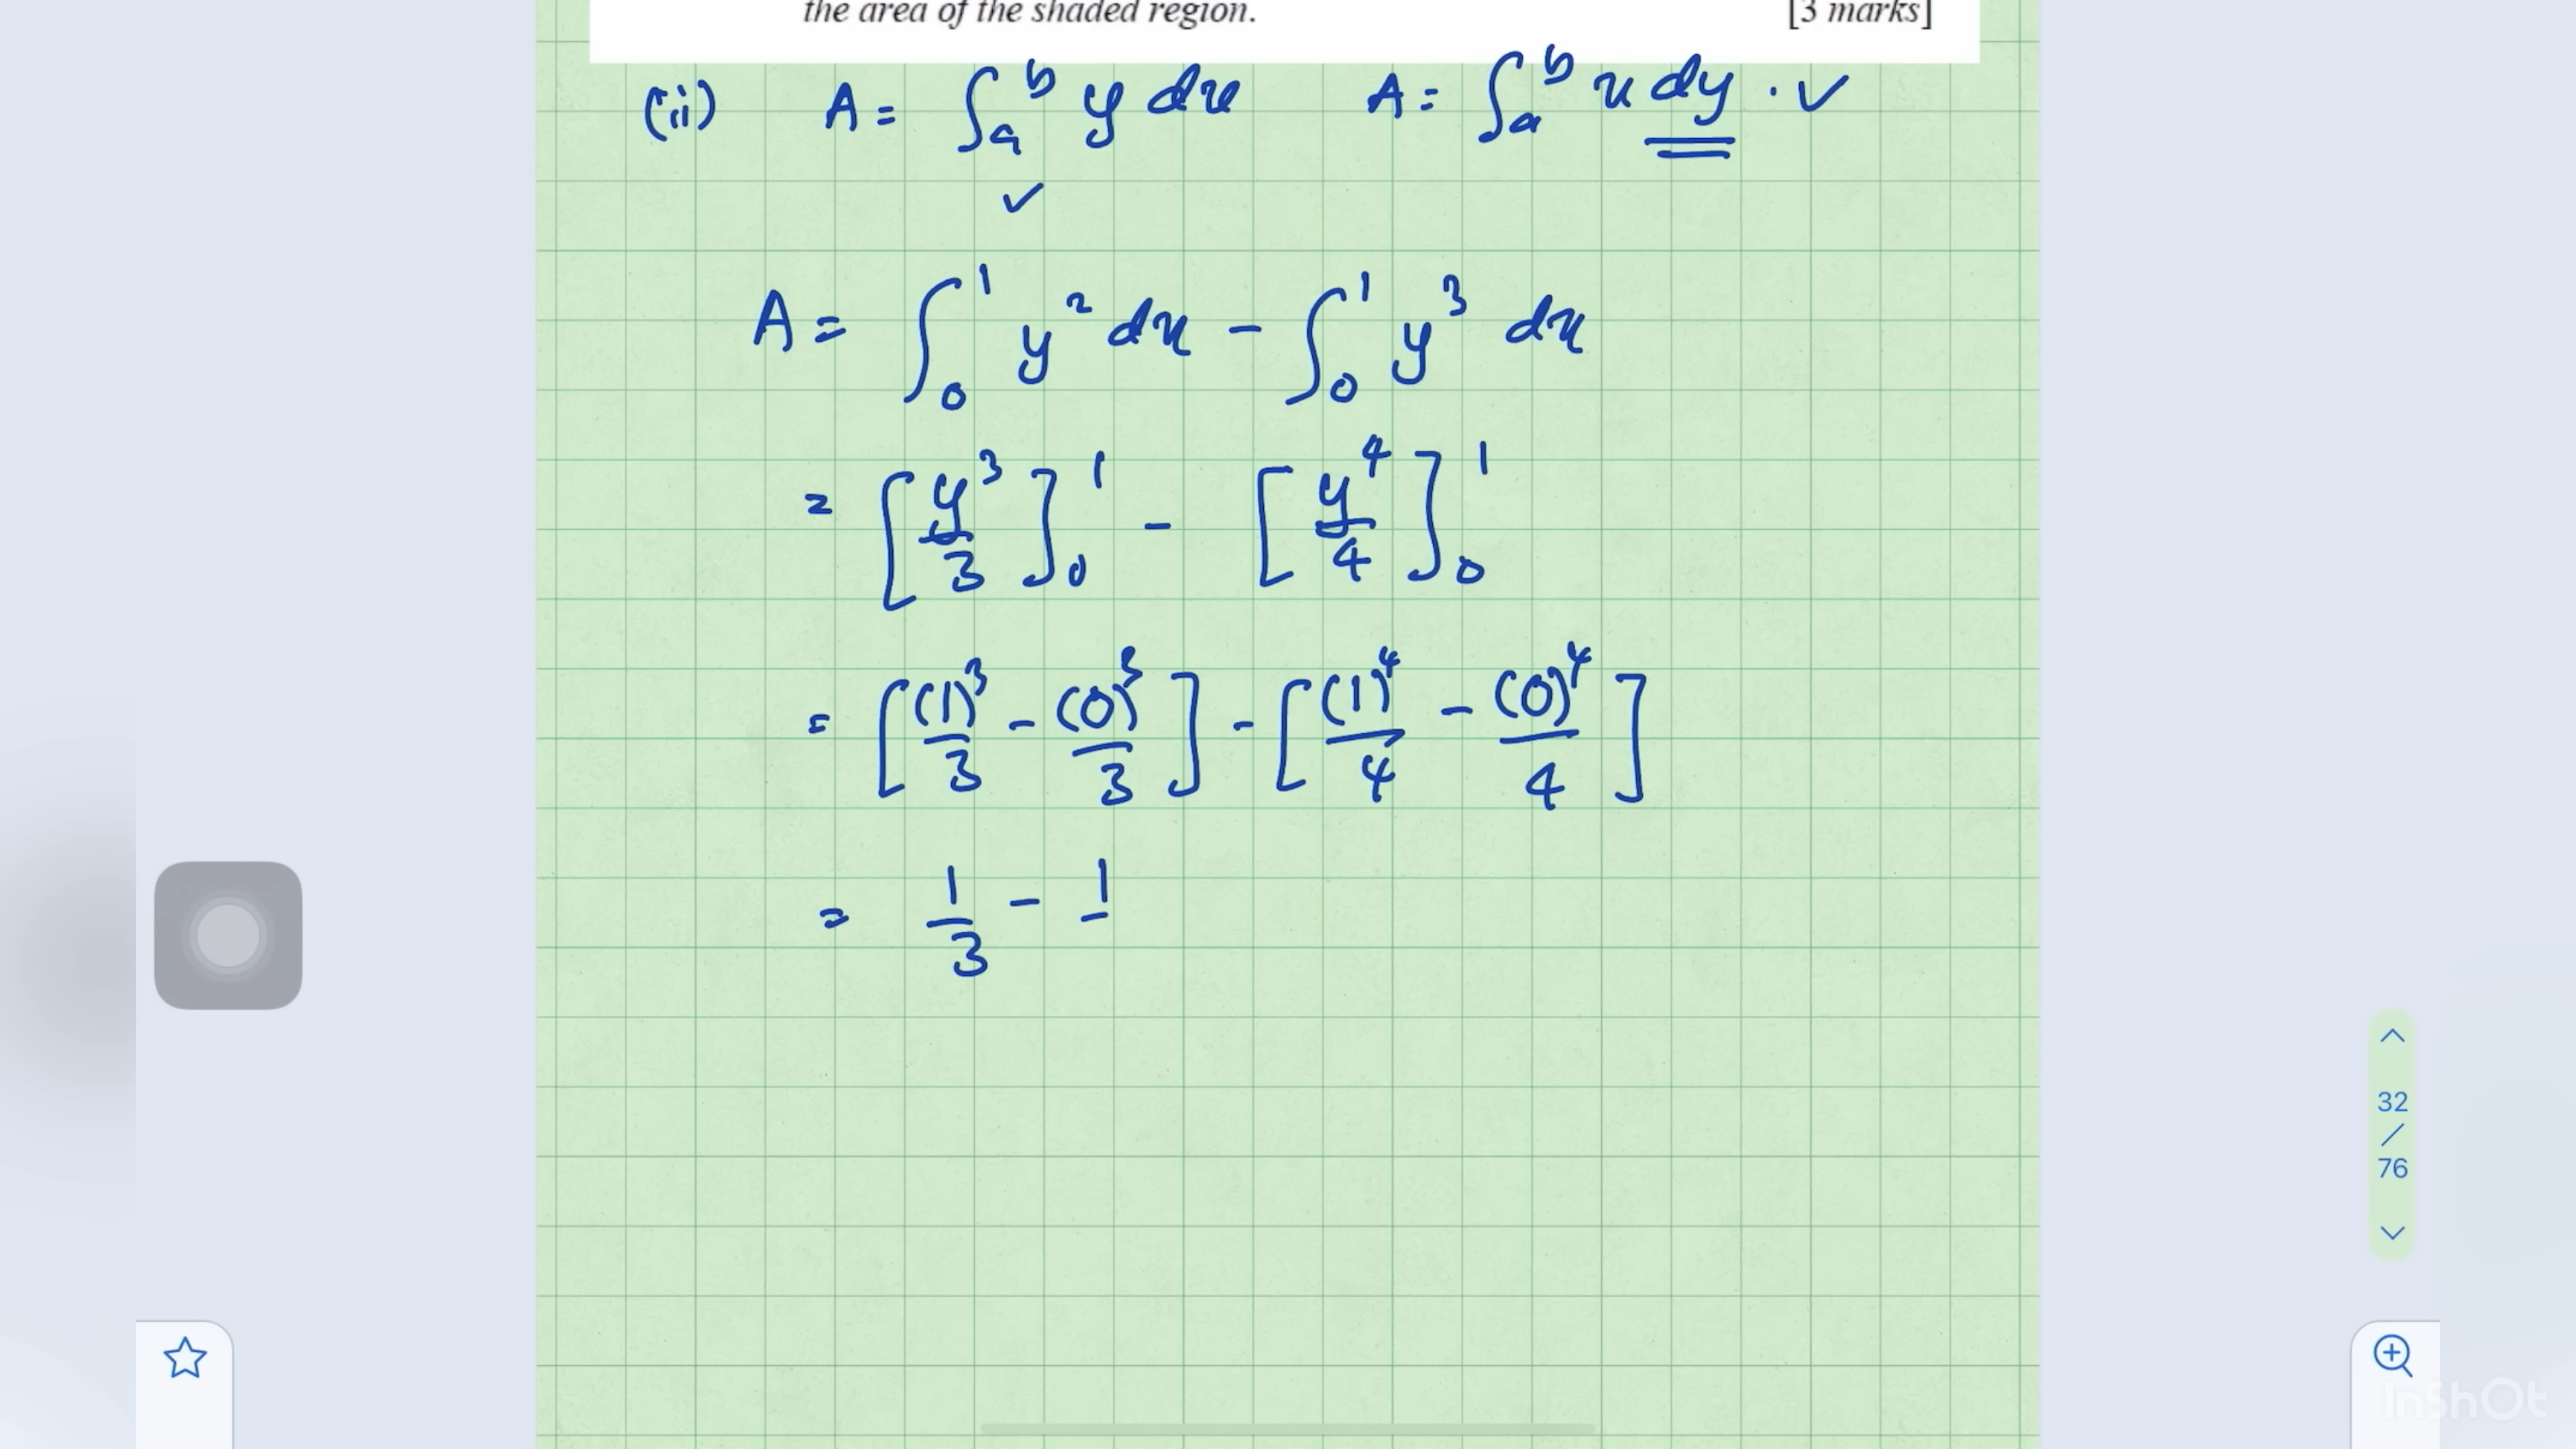 the area of the shaded region. [3 marks]
(ii) A = ∫ₐᵇ y dx A = ∫ₐᵇ x dy . ✓
✓
A = ∫₀¹ y² dx - ∫₀¹ y³ dx
= [y³/3]₀¹ - [y⁴/4]₀¹
= [(1)³/3 - (0)³/3] - [(1)⁴/4 - (0)⁴/4]
= 1/3 - 1
32
/
76
InShOt